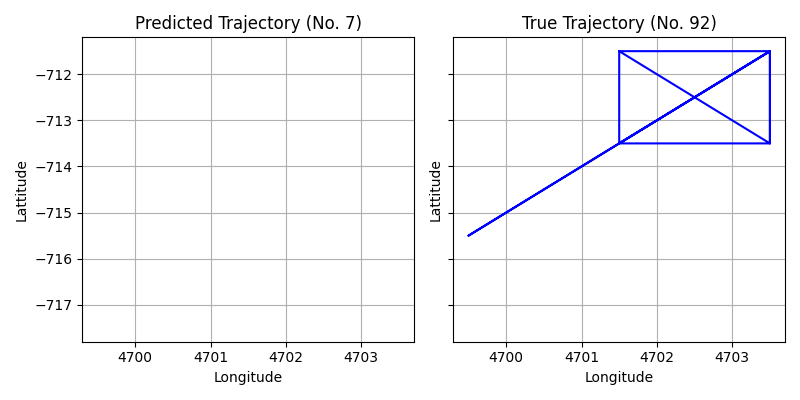 Predicted Trajectory (No. 7)
True Trajectory (No. 92)
Lattitude
−712
−713
−714
−715
−716
−717
4700
4701
4702
4703
Longitude
Lattitude
4700
4701
4702
4703
Longitude